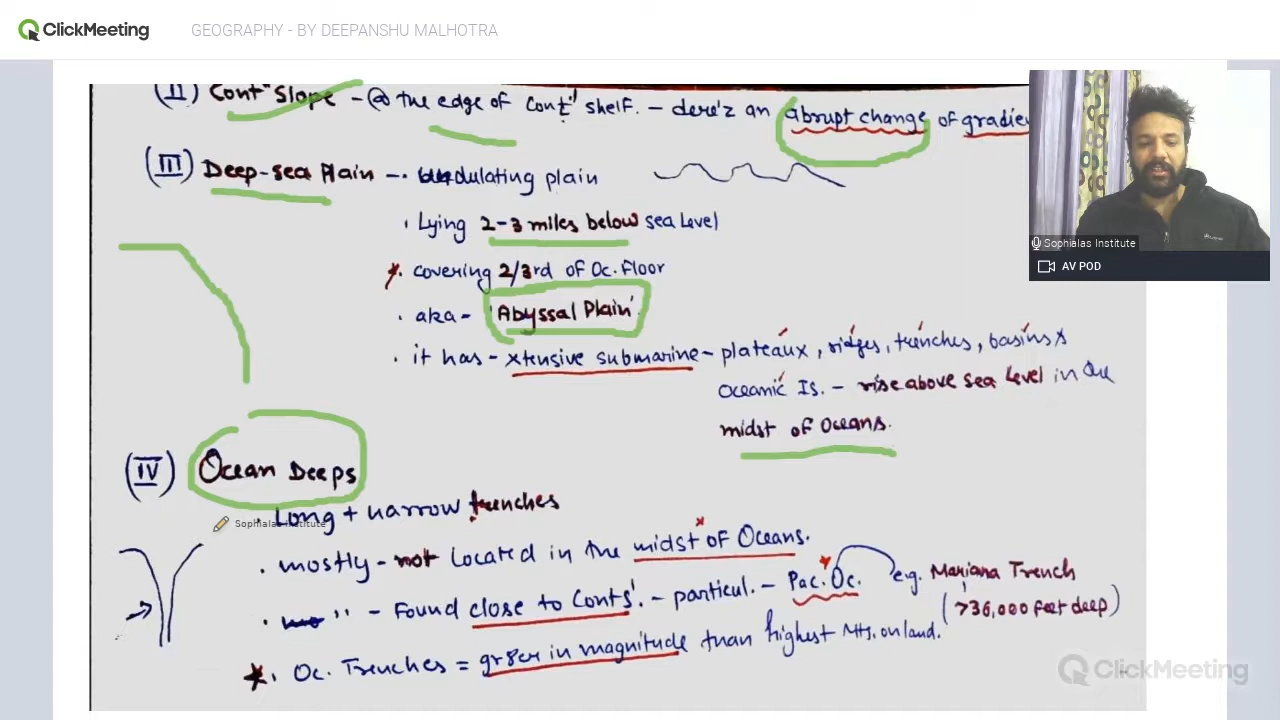 ClickMeeting
GEOGRAPHY - BY DEEPANSHU MALHOTRA
(II) Contⁿ Slope - @ the edge of Contˡ shelf. - dere'z an abrupt change of gradie
(III) Deep-sea Plain - · undulating plain
· Lying 2-3 miles below sea level
* covering 2/3rd of Oc. floor
· aka - 'Abyssal Plain'
· it has - xtensive submarine - plateaux, ridges, trenches, basins &
Oceanic Is. - rise above sea level in the
midst of Oceans.
(IV) Ocean Deeps
· Long + narrow trenches
Sophialas Institute
· mostly - not located in the midst of Oceans.
· " - Found close to Conts'. - particul. - Pac. Oc. e.g. Mariana Trench
(>36,000 feet deep)
*· Oc. Trenches = gr8er in magnitude than highest Mts. on land.
Sophialas Institute
AV POD
ClickMeeting